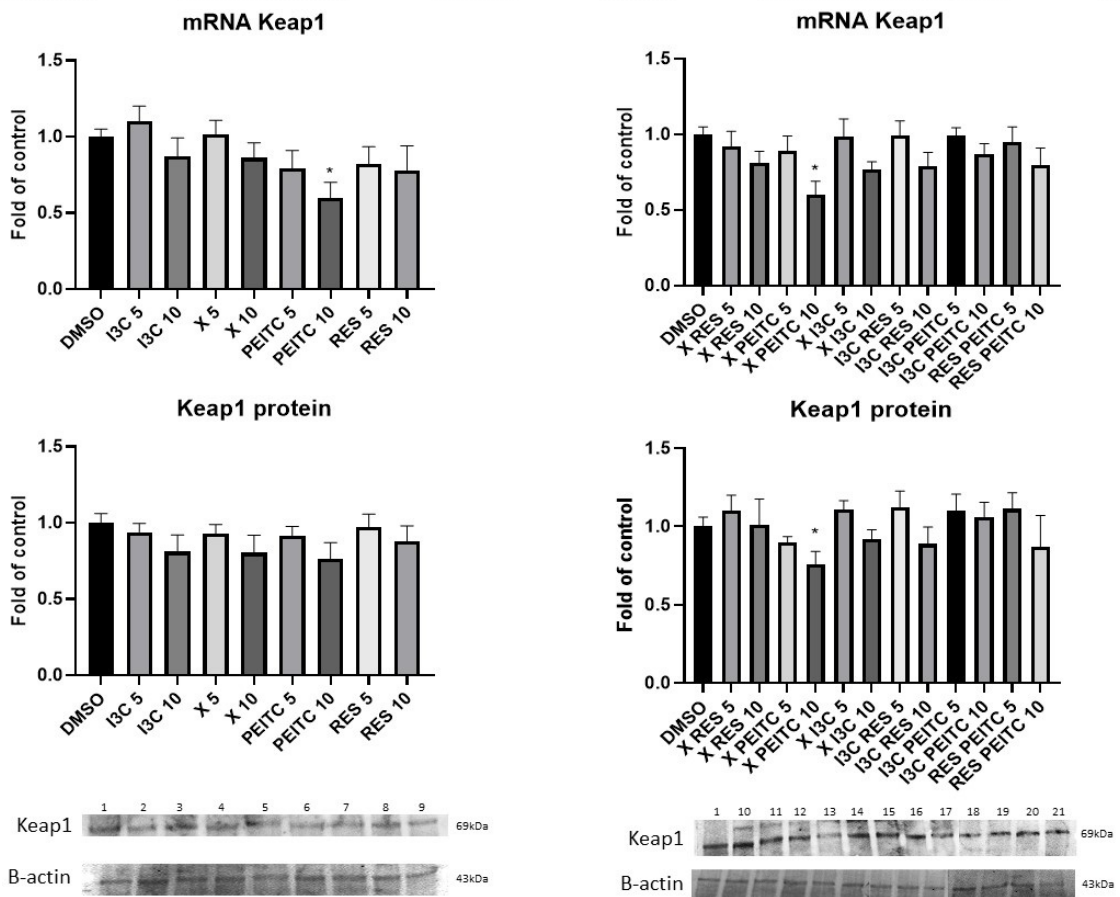 mRNA Keap1
Fold of control
1.5
1.0
0.5
0.0
*
DMSO
I3C 5
I3C 10
X 5
X 10
PEITC 5
PEITC 10
RES 5
RES 10
mRNA Keap1
Fold of control
1.5
1.0
0.5
0.0
*
DMSO
X RES 5
X RES 10
X PEITC 5
X PEITC 10
X I3C 5
X I3C 10
I3C RES 5
I3C RES 10
I3C PEITC 5
I3C PEITC 10
RES PEITC 5
RES PEITC 10
Keap1 protein
Fold of control
1.5
1.0
0.5
0.0
DMSO
I3C 5
I3C 10
X 5
X 10
PEITC 5
PEITC 10
RES 5
RES 10
Keap1 protein
Fold of control
1.5
1.0
0.5
0.0
*
DMSO
X RES 5
X RES 10
X PEITC 5
X PEITC 10
X I3C 5
X I3C 10
I3C RES 5
I3C RES 10
I3C PEITC 5
I3C PEITC 10
RES PEITC 5
RES PEITC 10
1 2 3 4 5 6 7 8 9
Keap1 69kDa
B-actin 43kDa
1 10 11 12 13 14 15 16 17 18 19 20 21
Keap1 69kDa
B-actin 43kDa